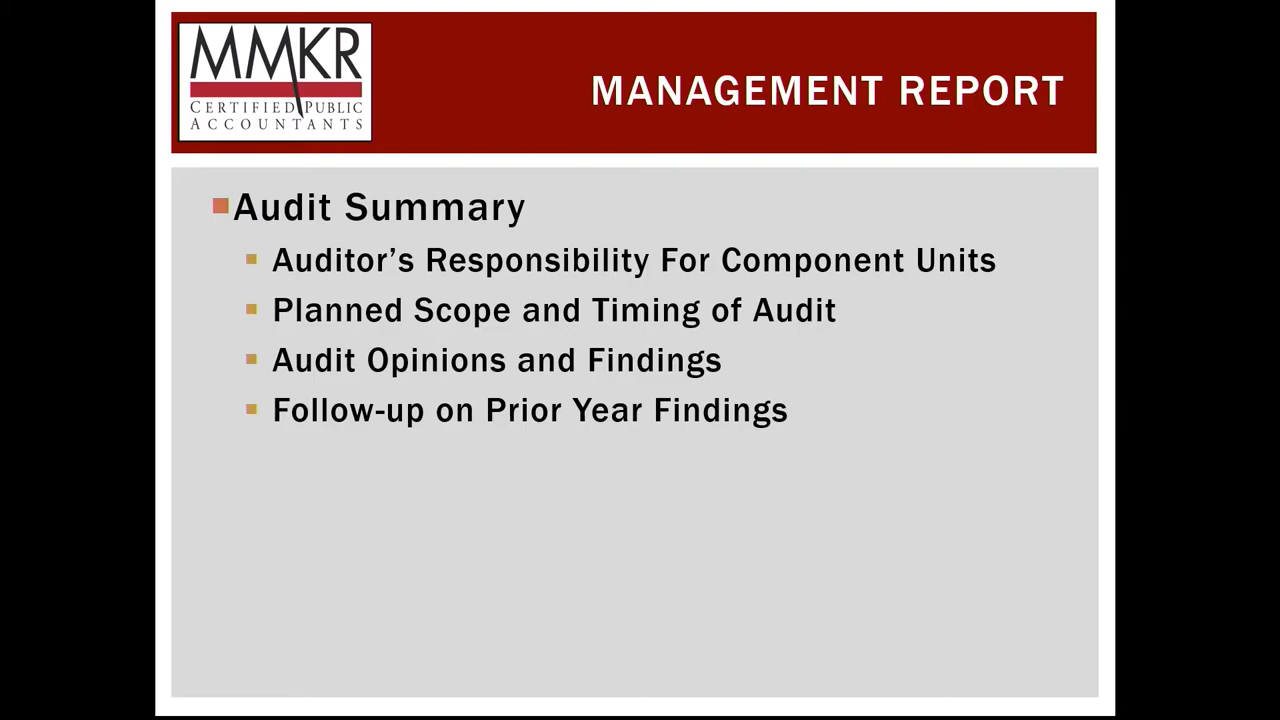 MMKR
CERTIFIED PUBLIC
ACCOUNTANTS
MANAGEMENT REPORT
Audit Summary
Auditor’s Responsibility For Component Units
Planned Scope and Timing of Audit
Audit Opinions and Findings
Follow-up on Prior Year Findings